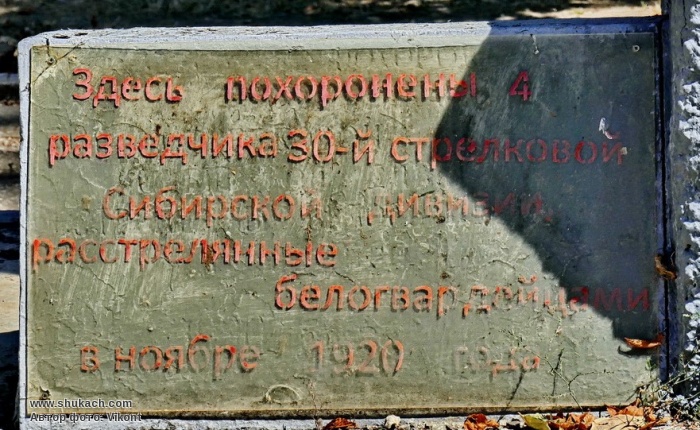 Здесь похоронены 4
разведчика 30-й стрелковой
Сибирской дивизии,
расстрелянные
белогвардейцами
в ноябре 1920 года
www.shukach.com
Автор фото: Vikont